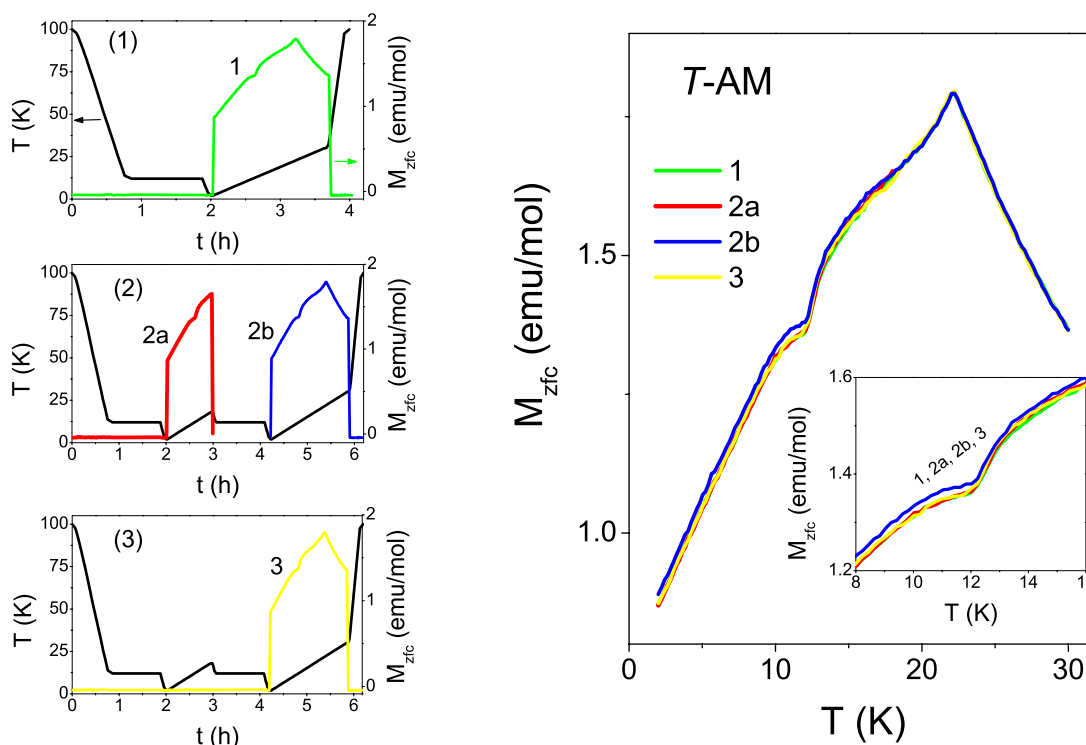 (1)
1
100
75
50
25
0
T (K)
2
1
0
M_zfc (emu/mol)
0 1 2 3 4
t (h)
(2)
2a
2b
100
75
50
25
0
T (K)
2
1
0
M_zfc (emu/mol)
0 1 2 3 4 5 6
t (h)
(3)
3
100
75
50
25
0
T (K)
2
1
0
M_zfc (emu/mol)
0 1 2 3 4 5 6
t (h)
T-AM
1
2a
2b
3
1.5
1.0
M_zfc (emu/mol)
0 10 20 30
T (K)
1, 2a, 2b, 3
1.6
1.4
1.2
M_zfc (emu/mol)
8 10 12 14 16
T (K)